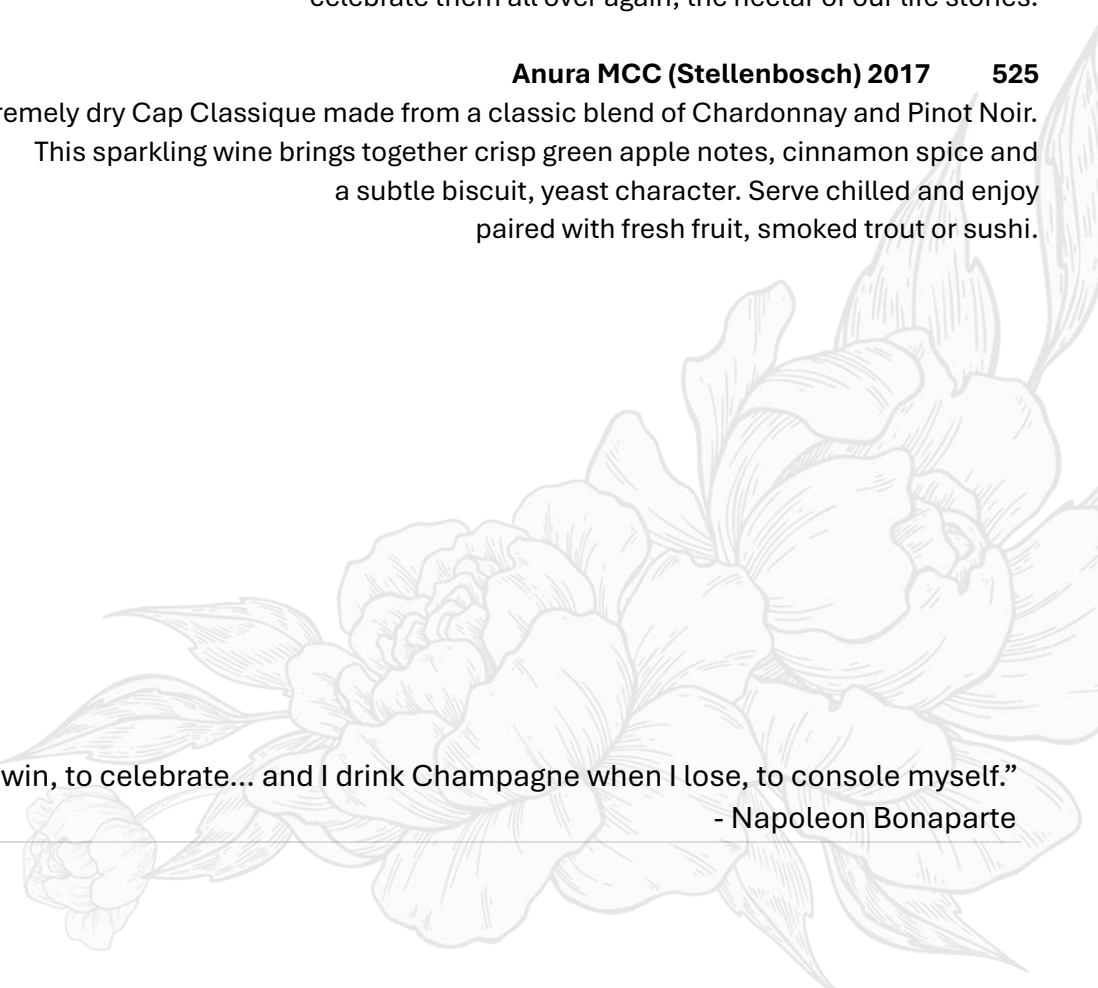 celebrate them all over again, the nectar of our life stories.
Anura MCC (Stellenbosch) 2017 525
remely dry Cap Classique made from a classic blend of Chardonnay and Pinot Noir.
This sparkling wine brings together crisp green apple notes, cinnamon spice and
a subtle biscuit, yeast character. Serve chilled and enjoy
paired with fresh fruit, smoked trout or sushi.
win, to celebrate... and I drink Champagne when I lose, to console myself.”
- Napoleon Bonaparte